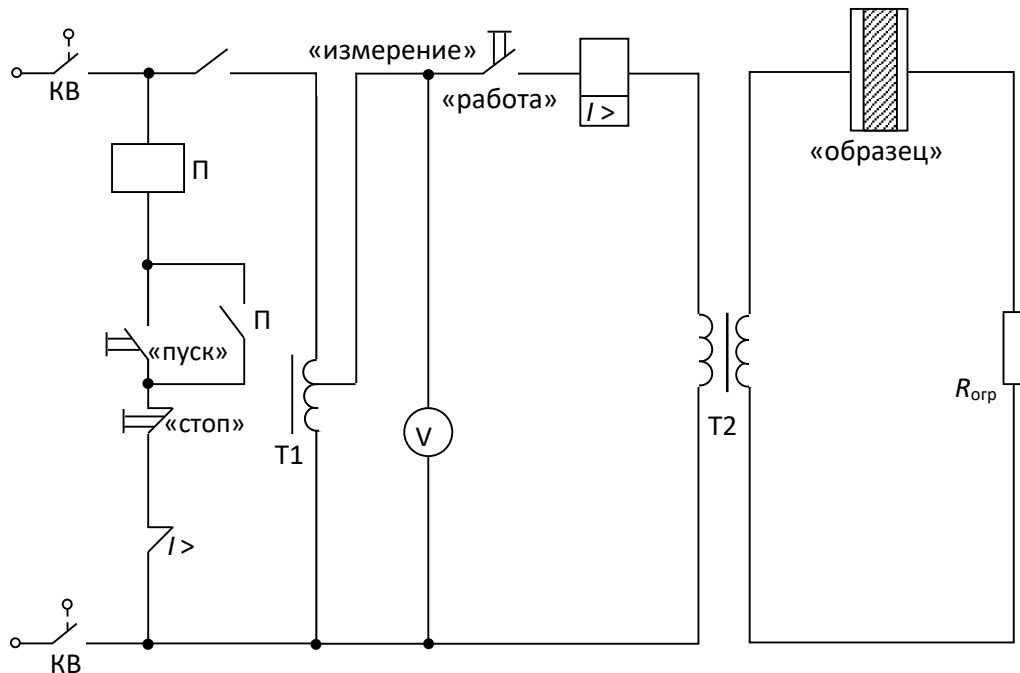 КВ
«измерение»
«работа»
I >
«образец»
П
П
«пуск»
«стоп»
T1
V
T2
Rогр
I >
КВ